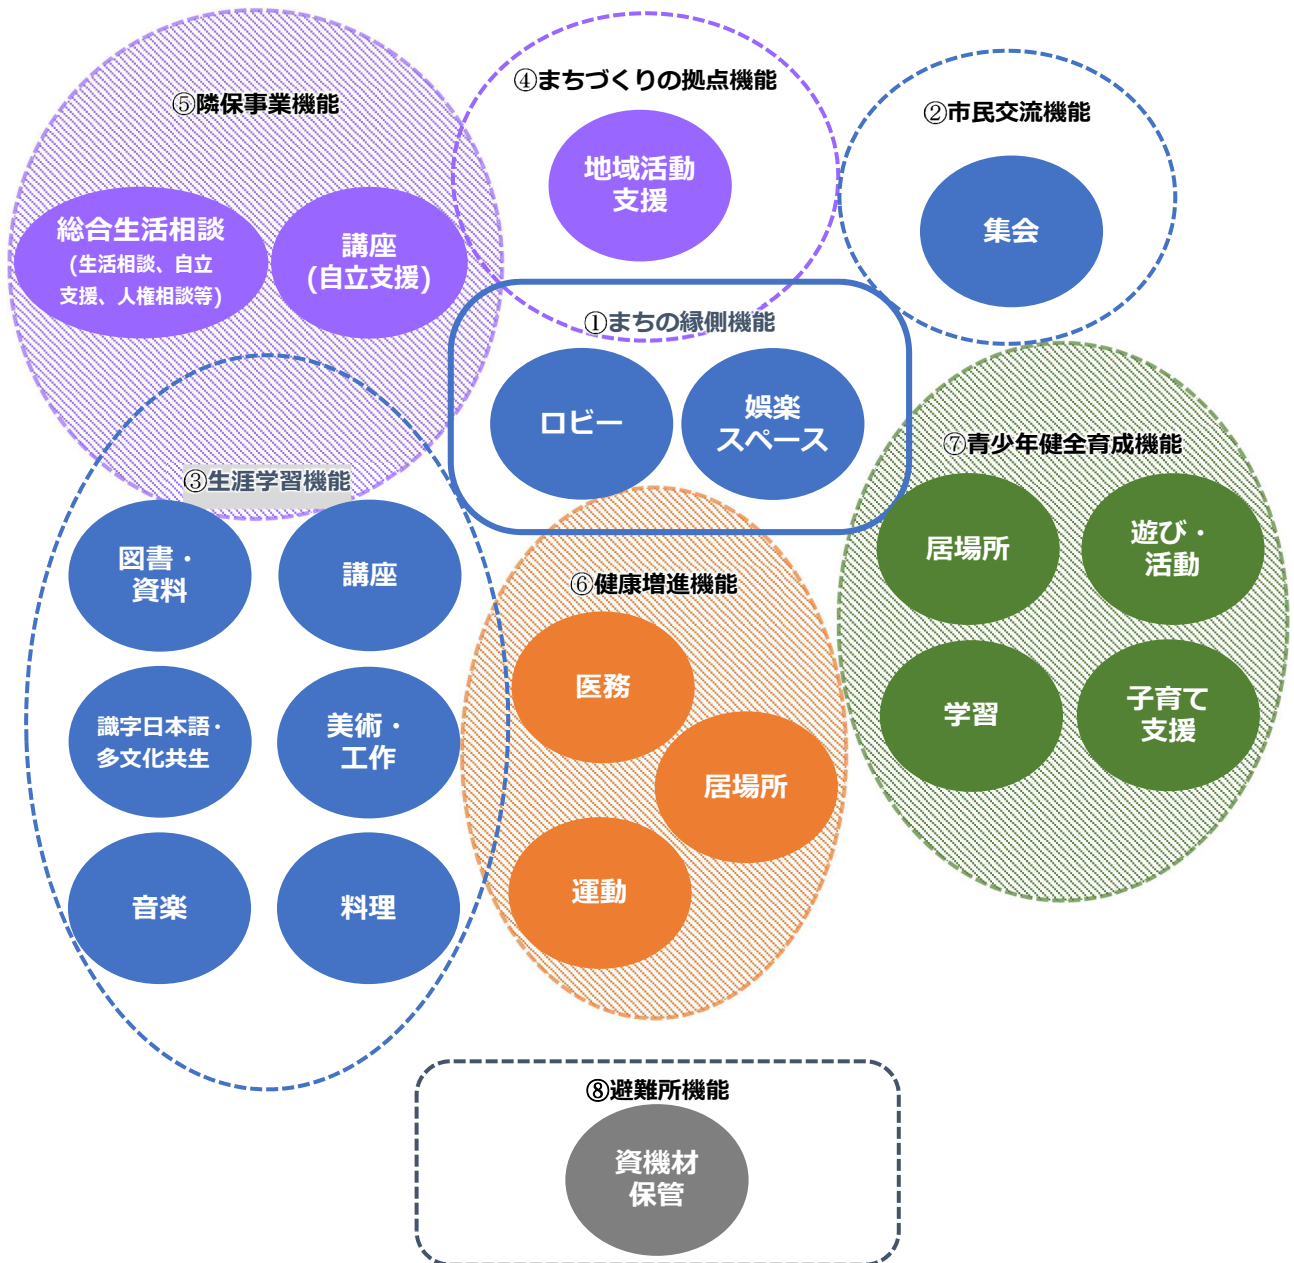 ⑤隣保事業機能
総合生活相談
(生活相談、自立
支援、人権相談等)
講座
(自立支援)
④まちづくりの拠点機能
地域活動
支援
②市民交流機能
集会
①まちの縁側機能
ロビー
娯楽
スペース
③生涯学習機能
図書・
資料
講座
識字日本語・
多文化共生
美術・
工作
音楽
料理
⑥健康増進機能
医務
居場所
運動
⑦青少年健全育成機能
居場所
遊び・
活動
学習
子育て
支援
⑧避難所機能
資機材
保管